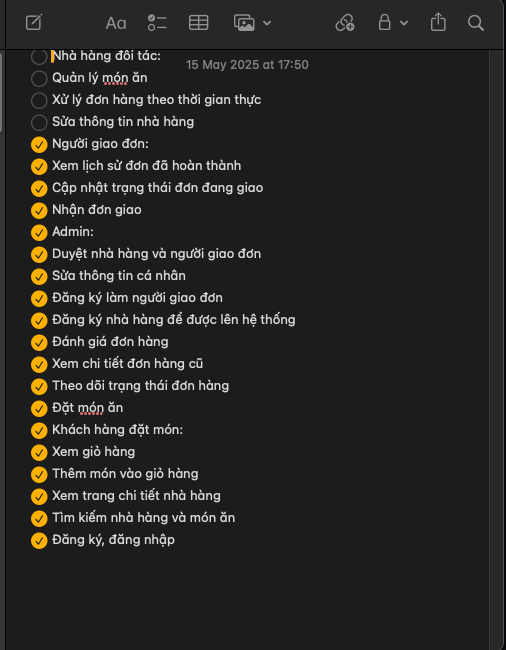 Aa
Nhà hàng đôi tác:
15 May 2025 at 17:50
Quản lý món ăn
Xử lý đơn hàng theo thời gian thực
Sửa thông tin nhà hàng
Người giao đơn:
Xem lịch sử đơn đã hoàn thành
Cập nhật trạng thái đơn đang giao
Nhận đơn giao
Admin:
Duyệt nhà hàng và người giao đơn
Sửa thông tin cá nhân
Đăng ký làm người giao đơn
Đăng ký nhà hàng để được lên hệ thống
Đánh giá đơn hàng
Xem chi tiết đơn hàng cũ
Theo dõi trạng thái đơn hàng
Đặt món ăn
Khách hàng đặt món:
Xem giỏ hàng
Thêm món vào giỏ hàng
Xem trang chi tiết nhà hàng
Tìm kiếm nhà hàng và món ăn
Đăng ký, đăng nhập